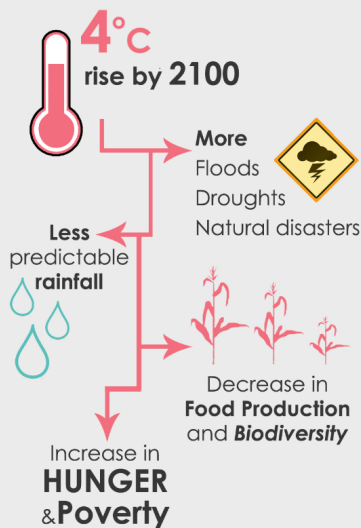 4°C
rise by 2100
More
Floods
Droughts
Natural disasters
Less
predictable
rainfall
Decrease in
Food Production
and Biodiversity
Increase in
HUNGER
&Poverty